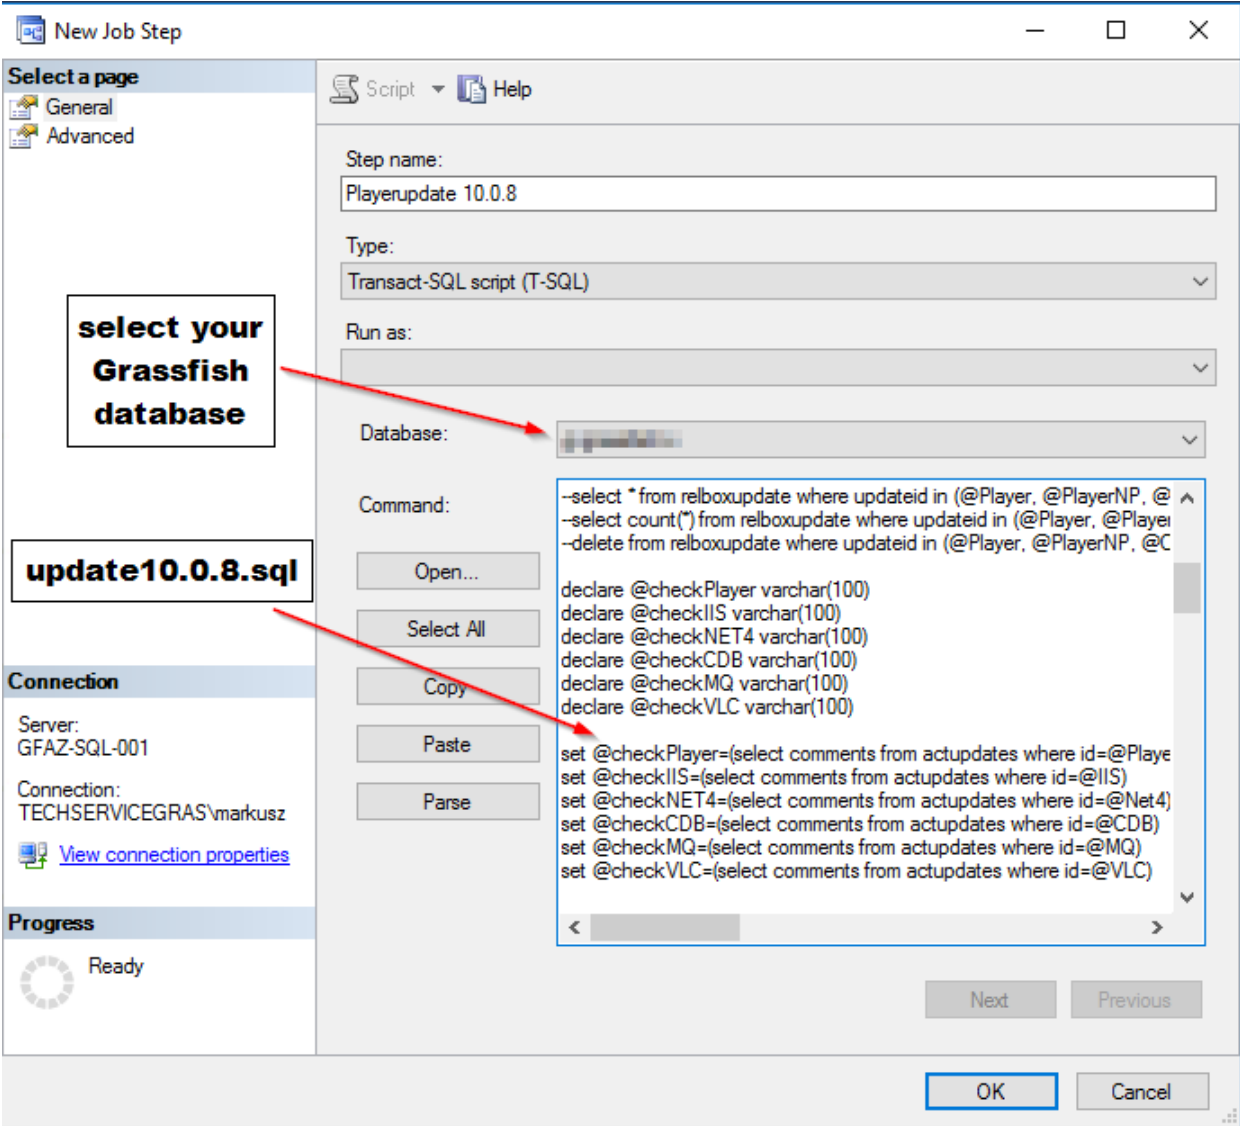 New Job Step
Select a page
General
Advanced
Script
Help
Step name:
Playerupdate 10.0.8
Type:
Transact-SQL script (T-SQL)
select your
Grassfish
database
Run as:
Database:
Command:
--select * from relboxupdate where updateid in (@Player, @PlayerNP, @
--select count(*) from relboxupdate where updateid in (@Player, @Player
--delete from relboxupdate where updateid in (@Player, @PlayerNP, @C
declare @checkPlayer varchar(100)
declare @checkIIS varchar(100)
declare @checkNET4 varchar(100)
declare @checkCDB varchar(100)
declare @checkMQ varchar(100)
declare @checkVLC varchar(100)
set @checkPlayer=(select comments from actupdates where id=@Playe
set @checkIIS=(select comments from actupdates where id=@IIS)
set @checkNET4=(select comments from actupdates where id=@Net4)
set @checkCDB=(select comments from actupdates where id=@CDB)
set @checkMQ=(select comments from actupdates where id=@MQ)
set @checkVLC=(select comments from actupdates where id=@VLC)
update10.0.8.sql
Open...
Select All
Copy
Paste
Parse
Connection
Server:
GFAZ-SQL-001
Connection:
TECHSERVICEGRAS\markusz
View connection properties
Progress
Ready
Next
Previous
OK
Cancel